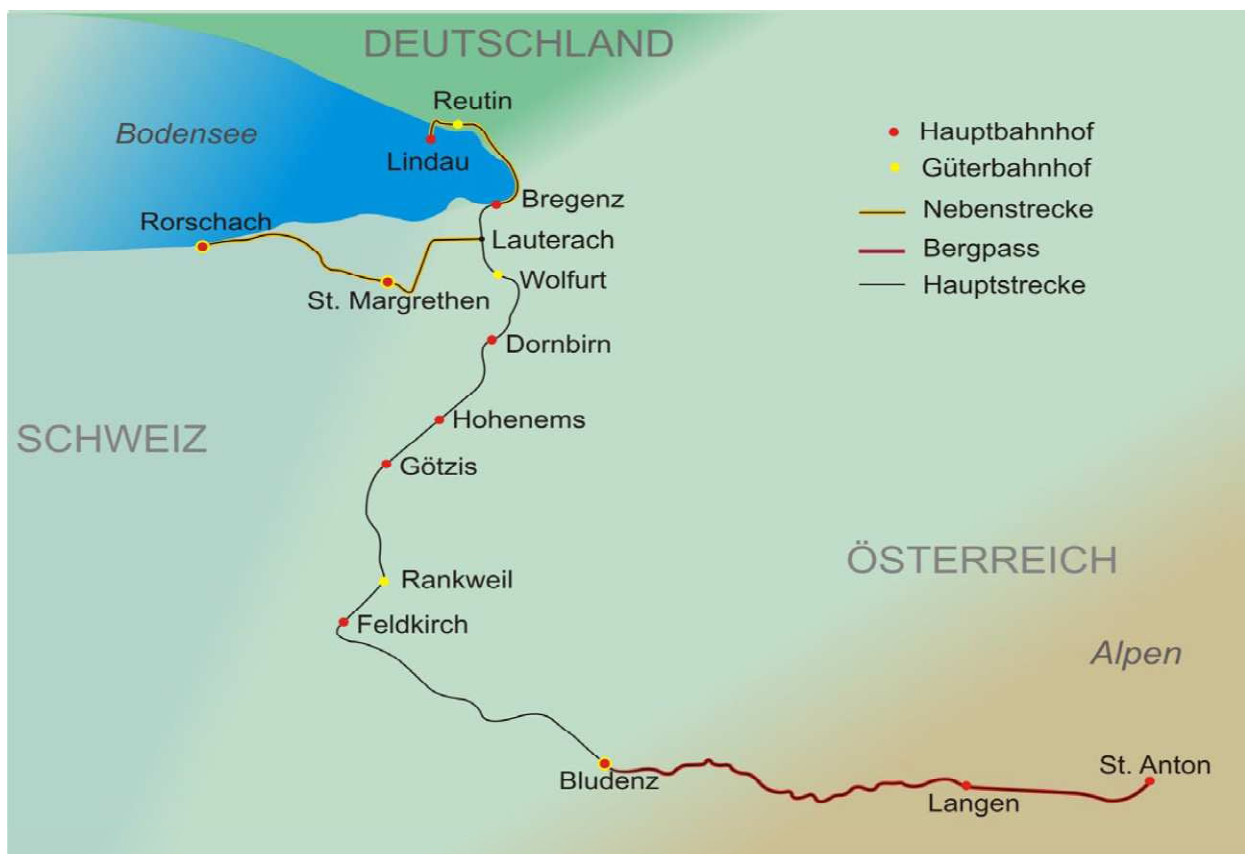 DEUTSCHLAND
Reutin
Bodensee
Lindau
Hauptbahnhof
Güterbahnhof
Nebenstrecke
Bergpass
Hauptstrecke
Rorschach
Bregenz
Lauterach
St. Margrethen
Wolfurt
Dornbirn
Hohenems
SCHWEIZ
Götzis
ÖSTERREICH
Rankweil
Feldkirch
Alpen
Bludenz
Langen
St. Anton